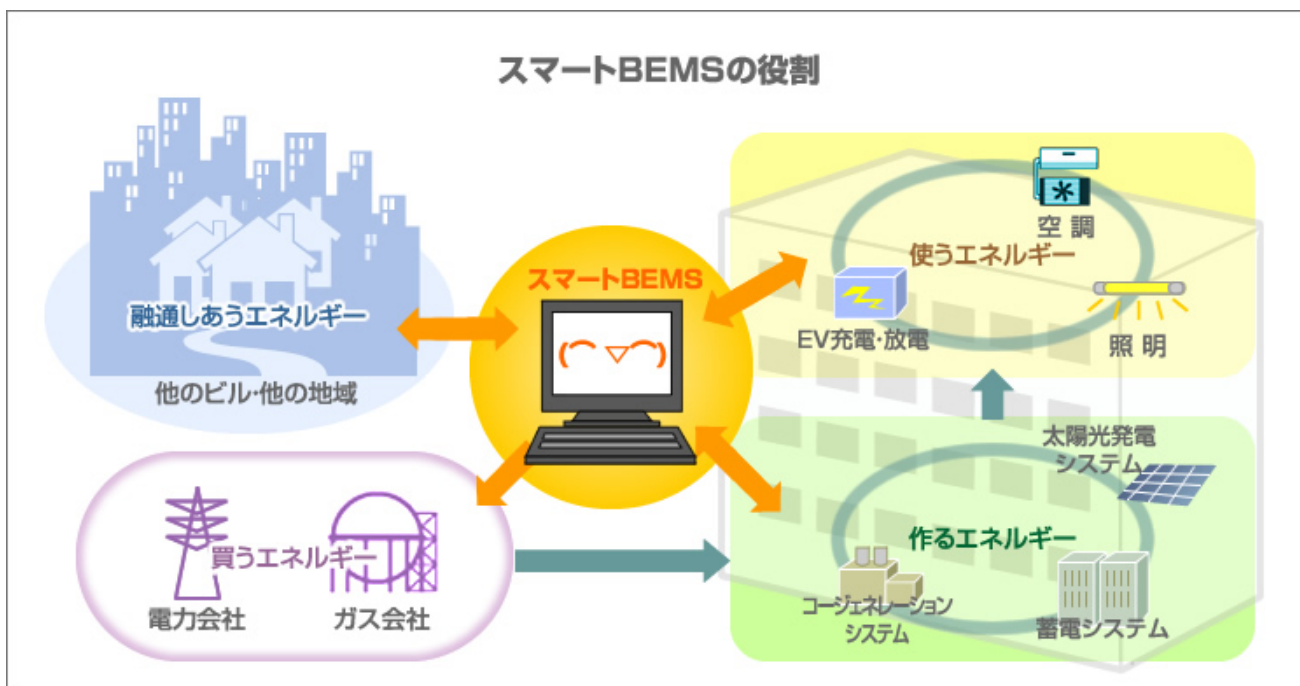 スマートBEMSの役割
融通しあうエネルギー
他のビル･他の地域
スマートBEMS
空 調
使うエネルギー
EV充電･放電
照 明
買うエネルギー
電力会社
ガス会社
太陽光発電
システム
作るエネルギー
コージェネレーション
システム
蓄電システム